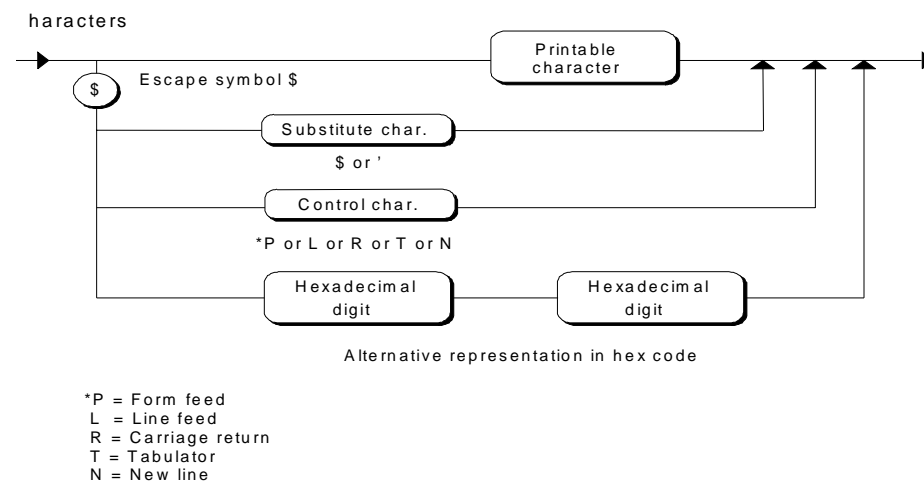 haracters
Printable
character
$
Escape symbol $
Substitute char.
$ or '
Control char.
*P or L or R or T or N
Hexadecimal
digit
Hexadecimal
digit
Alternative representation in hex code
*P = Form feed
L = Line feed
R = Carriage return
T = Tabulator
N = New line